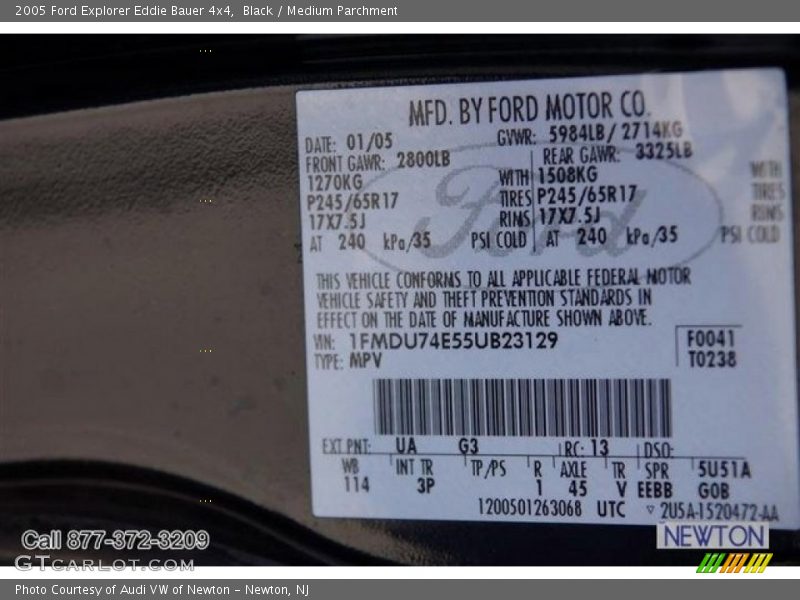 2005 Ford Explorer Eddie Bauer 4x4, Black / Medium Parchment
MFD. BY FORD MOTOR CO.
DATE: 01/05 GVWR: 5984LB/ 2714KG
FRONT GAWR: 2800LB REAR GAWR: 3325LB
1270KG WITH 1508KG WITH
P245/65R17 TIRES P245/65R17 TIRES
17X7.5J RIMS 17X7.5J RIMS
AT 240 kPa/35 PSI COLD AT 240 kPa/35 PSI COLD
Ford
THIS VEHICLE CONFORMS TO ALL APPLICABLE FEDERAL MOTOR
VEHICLE SAFETY AND THEFT PREVENTION STANDARDS IN
EFFECT ON THE DATE OF MANUFACTURE SHOWN ABOVE.
VIN: 1FMDU74E55UB23129 F0041
TYPE: MPV T0238
EXT PNT: UA G3 RC: 13 DSO:
WB INT TR TP/PS R AXLE TR SPR 5U51A
114 3P 1 45 V EEBB G0B
1200501263068 UTC ▽ 2U5A-1520472-AA
Call 877-372-3209
GTcarlot.com
NEWTON
Photo Courtesy of Audi VW of Newton - Newton, NJ